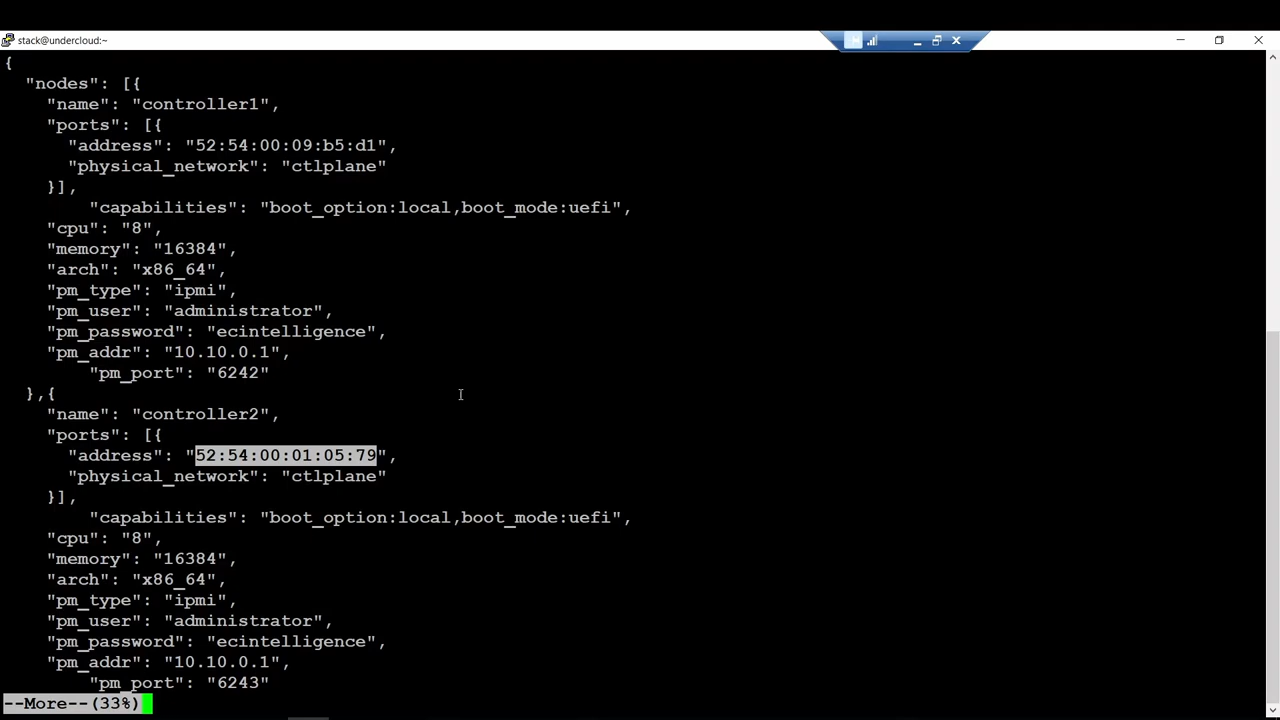 stack@undercloud:~
{
  "nodes": [{
    "name": "controller1",
    "ports": [{
      "address": "52:54:00:09:b5:d1",
      "physical_network": "ctlplane"
    }],
        "capabilities": "boot_option:local,boot_mode:uefi",
    "cpu": "8",
    "memory": "16384",
    "arch": "x86_64",
    "pm_type": "ipmi",
    "pm_user": "administrator",
    "pm_password": "ecintelligence",
    "pm_addr": "10.10.0.1",
        "pm_port": "6242"
  },{
    "name": "controller2",
    "ports": [{
      "address": "52:54:00:01:05:79",
      "physical_network": "ctlplane"
    }],
        "capabilities": "boot_option:local,boot_mode:uefi",
    "cpu": "8",
    "memory": "16384",
    "arch": "x86_64",
    "pm_type": "ipmi",
    "pm_user": "administrator",
    "pm_password": "ecintelligence",
    "pm_addr": "10.10.0.1",
        "pm_port": "6243"
--More--(33%)